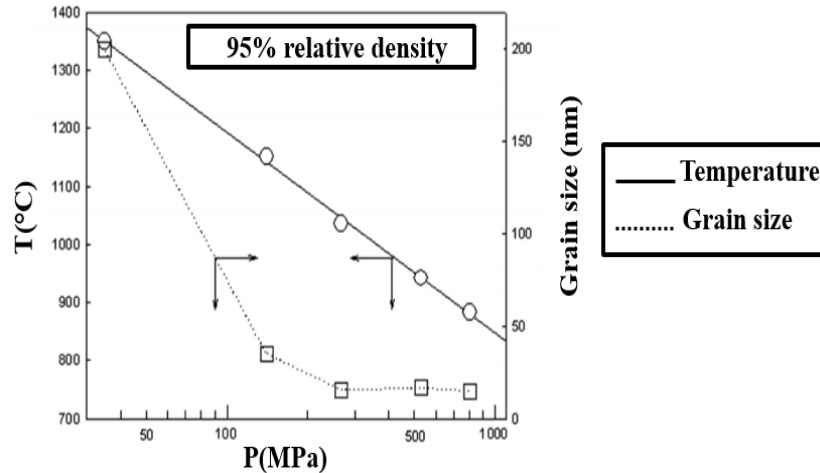 1400
1300
1200
1100
1000
900
800
700
T(°C)
95% relative density
200
150
100
50
0
Grain size (nm)
50
100
500
1000
P(MPa)
Temperature
Grain size